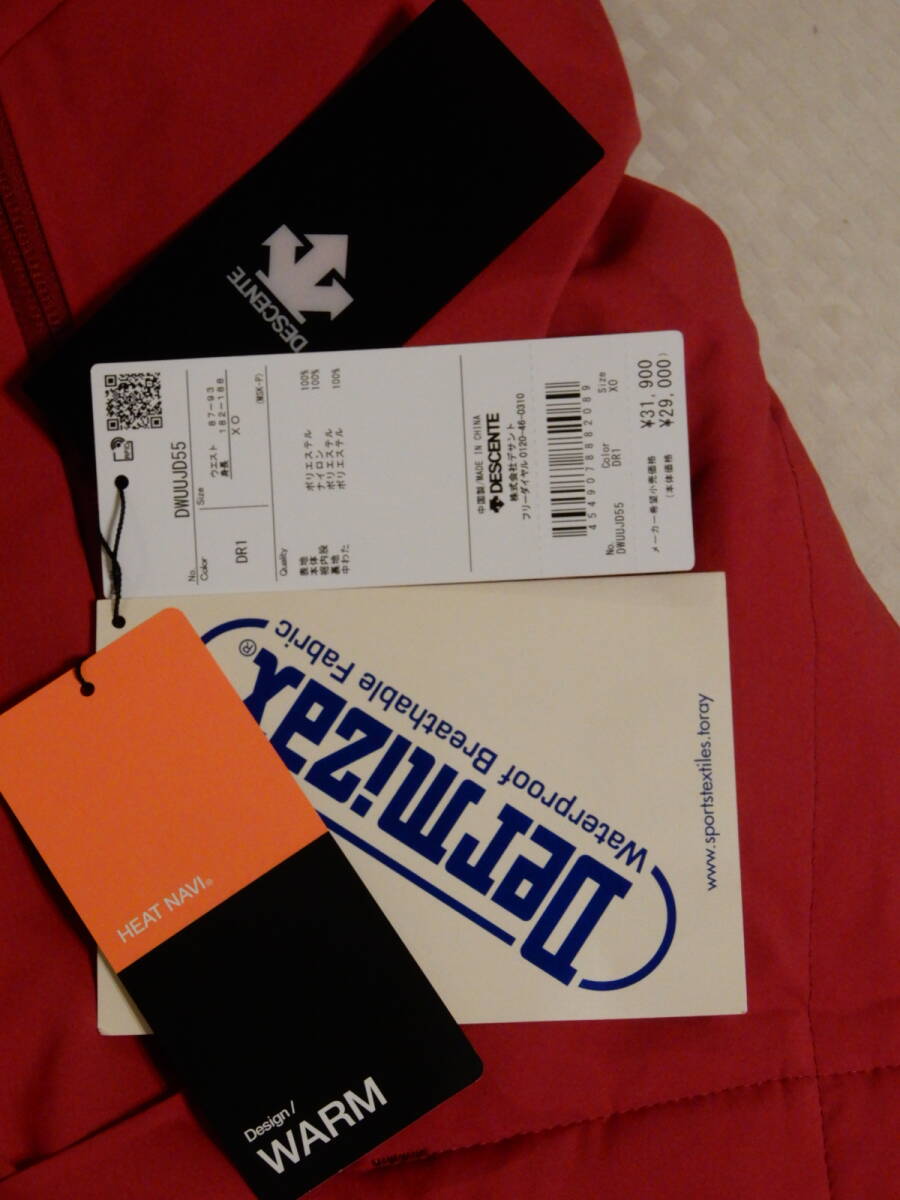 DESCENTE
No. DWUUJD55
Size
ウエスト 87-93
身長 182-188
XO
(MSK-P)
Color
DR1
Quality
表地
本体 ポリエステル 100%
ナイロン 100%
裏地 ポリエステル
中わた ポリエステル 100%
中国製/MADE IN CHINA
DESCENTE
株式会社デサント
フリーダイヤル 0120-46-0310
4549078882089
No. Color Size
DWUUJD55 DR1 XO
メーカー希望小売価格 ¥31,900
(本体価格 ¥29,000)
Dermizax®
Waterproof Breathable Fabric
www.sportstextiles.toray
HEAT NAVI®
Design/
WARM